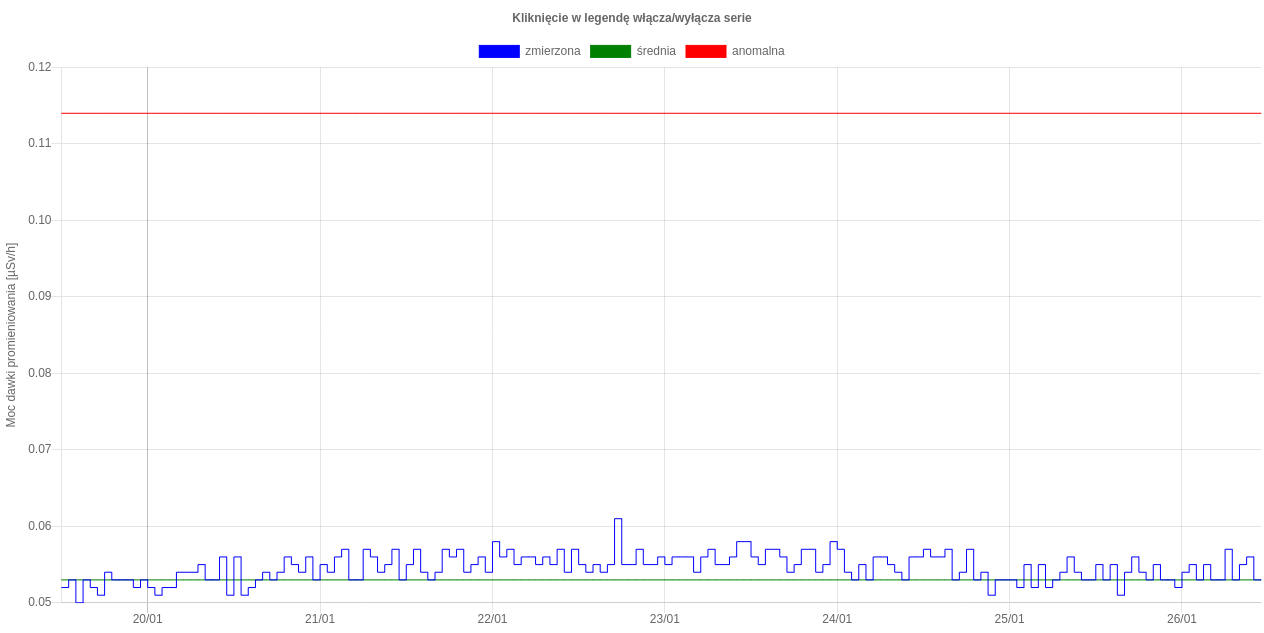 Kliknięcie w legendę włącza/wyłącza serie
zmierzona średnia anomalna
0.12
0.11
0.10
0.09
0.08
0.07
0.06
0.05
Moc dawki promieniowania [µSv/h]
20/01 21/01 22/01 23/01 24/01 25/01 26/01